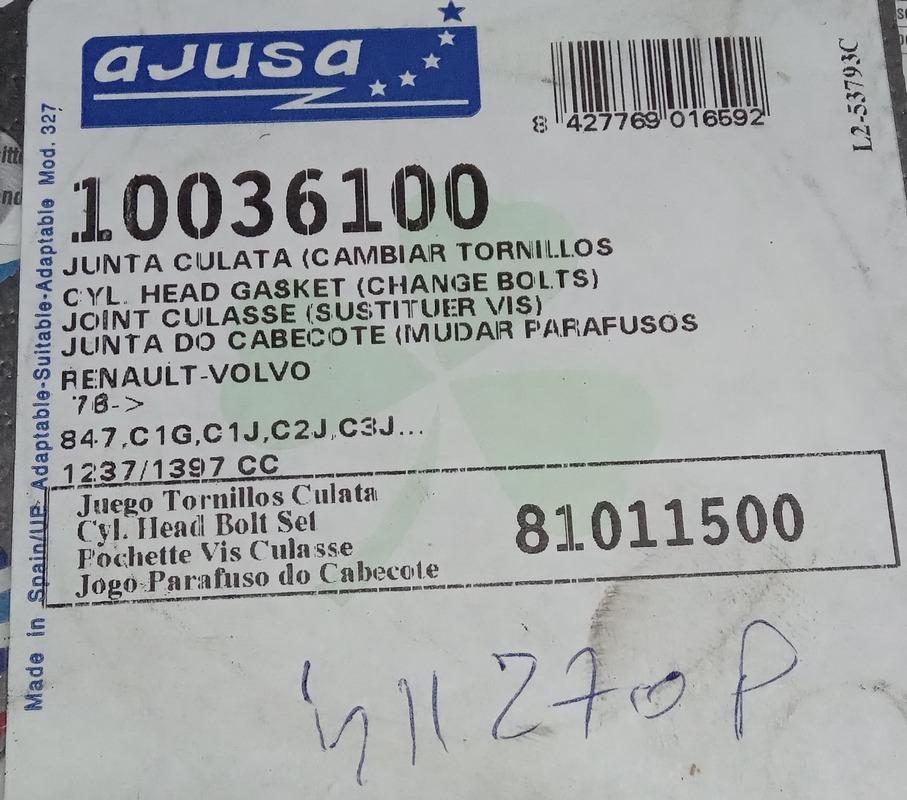 ajusa
8 427769 016592
L2-53793C
Made in Spain/UE Adaptable-Suitable-Adaptable Mod. 327
10036100
JUNTA CULATA (CAMBIAR TORNILLOS
CYL. HEAD GASKET (CHANGE BOLTS)
JOINT CULASSE (SUSTITUER VIS)
JUNTA DO CABECOTE (MUDAR PARAFUSOS
RENAULT-VOLVO
'76->
847,C1G,C1J,C2J,C3J...
1237/1397 CC
Juego Tornillos Culata
Cyl. Head Bolt Set
Pochette Vis Culasse
Jogo Parafuso do Cabecote
81011500
270 P